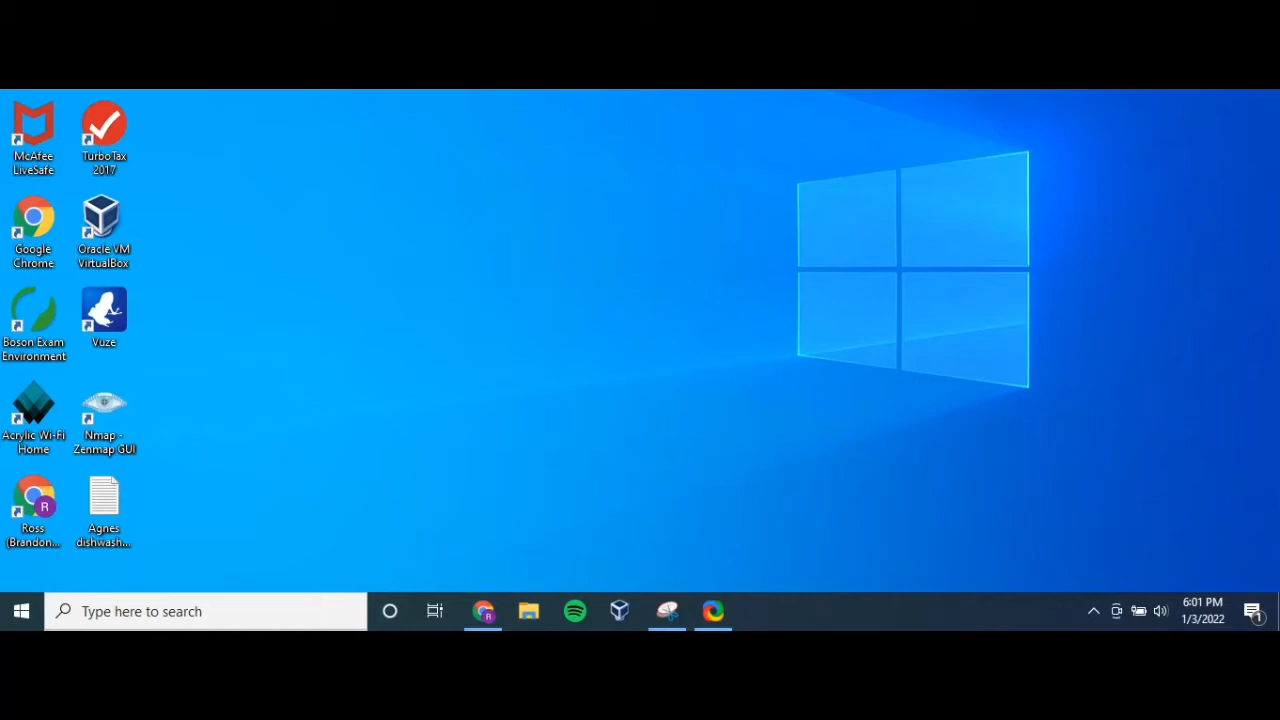 McAfee
LiveSafe
TurboTax
2017
Google
Chrome
Oracle VM
VirtualBox
Boson Exam
Environment
Vuze
Acrylic Wi-Fi
Home
Nmap -
Zenmap GUI
R
Ross
(Brandon...
Agnes
dishwash...
Type here to search
R
6:01 PM
1/3/2022
1